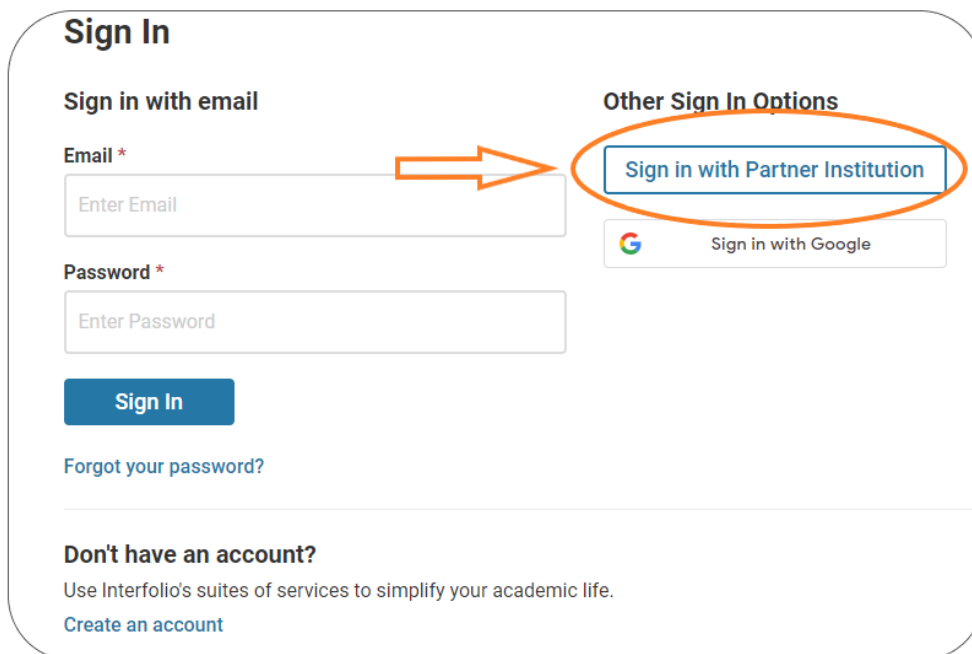 Sign In
Sign in with email
Email *
Enter Email
Password *
Enter Password
Sign In
Forgot your password?
Other Sign In Options
Sign in with Partner Institution
Sign in with Google
Don't have an account?
Use Interfolio's suites of services to simplify your academic life.
Create an account